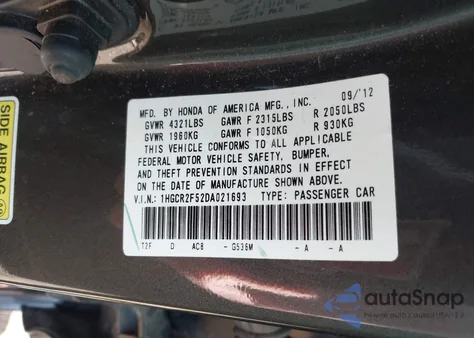 MFD. BY HONDA OF AMERICA MFG., INC. 09/'12
GVWR 4321LBS GAWR F 2315LBS R 2050LBS
GVWR 1960KG GAWR F 1050KG R 930KG
THIS VEHICLE CONFORMS TO ALL APPLICABLE
FEDERAL MOTOR VEHICLE SAFETY, BUMPER,
AND THEFT PREVENTION STANDARDS IN EFFECT
ON THE DATE OF MANUFACTURE SHOWN ABOVE.
V.I.N.: 1HGCR2F52DA021693 TYPE: PASSENGER CAR
T2F D AC8 - G536M - A - A
SIDE AIRBAG
autoSnap